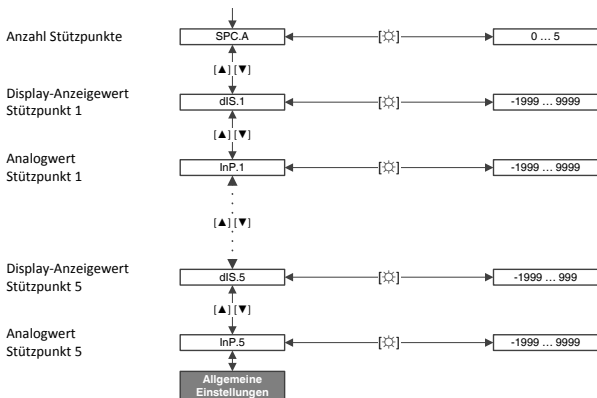 Anzahl Stützpunkte SPC.A [☼] 0 ... 5
[▲] [▼]
Display-Anzeigewert
Stützpunkt 1 dIS.1 [☼] -1999 ... 9999
[▲] [▼]
Analogwert
Stützpunkt 1 InP.1 [☼] -1999 ... 9999
[▲] [▼]
Display-Anzeigewert
Stützpunkt 5 dIS.5 [☼] -1999 ... 999
[▲] [▼]
Analogwert
Stützpunkt 5 InP.5 [☼] -1999 ... 9999
Allgemeine
Einstellungen